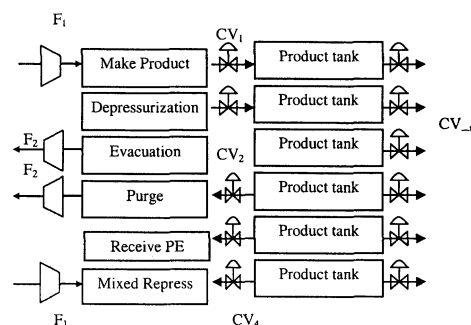 F₁
CV₁
Make Product
Product tank
Depressurization
Product tank
F₂
Evacuation
Product tank
F₂
CV₂
Purge
Product tank
Receive PE
Product tank
Mixed Repress
Product tank
CV₄